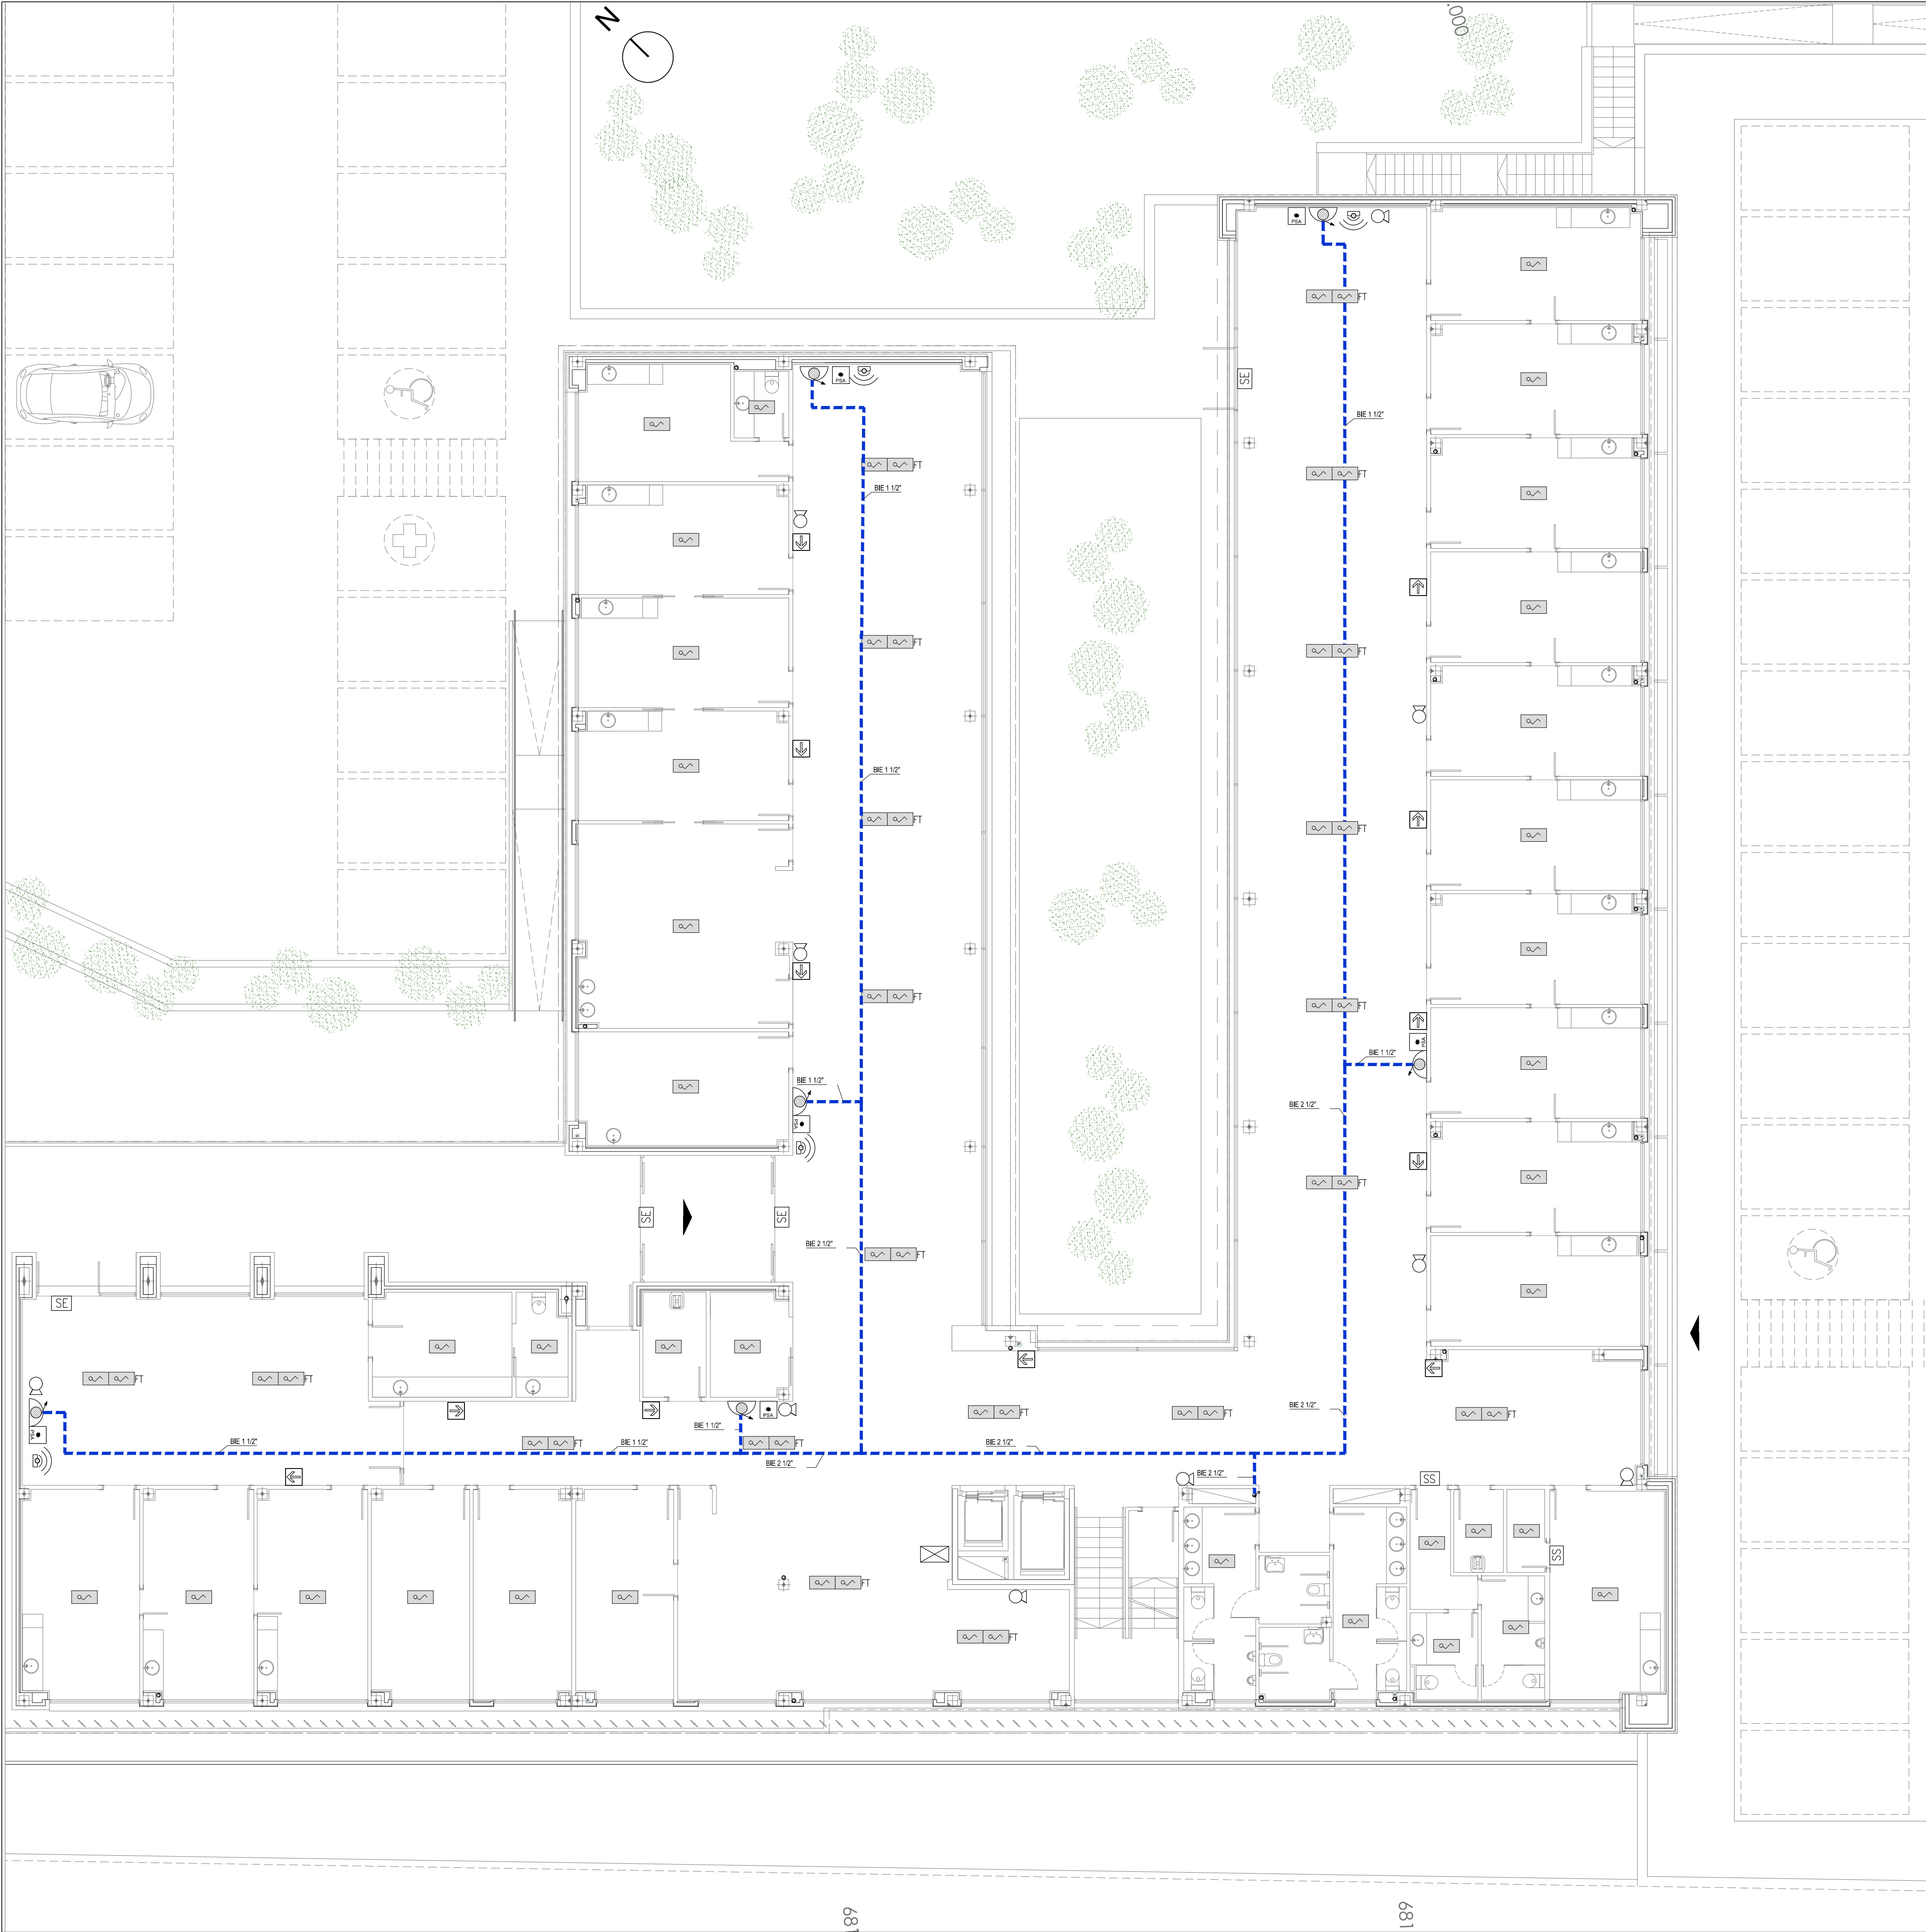 N
.000
PSA
FT
PSA
SE
BIE 1 1/2"
FT
FT
FT
BIE 1 1/2"
FT
FT
BIE 1 1/2"
FT
FT
FT
FT
PSA
BIE 1 1/2"
BIE 1 1/2"
BIE 2 1/2"
PSA
FT
SE
SE
BIE 2 1/2"
FT
SE
FT
FT
BIE 2 1/2"
PSA
FT
FT
FT
PSA
BIE 1 1/2"
BIE 1 1/2"
FT
BIE 1 1/2"
FT
BIE 2 1/2"
BIE 2 1/2"
BIE 2 1/2"
SS
SS
FT
FT
681
681